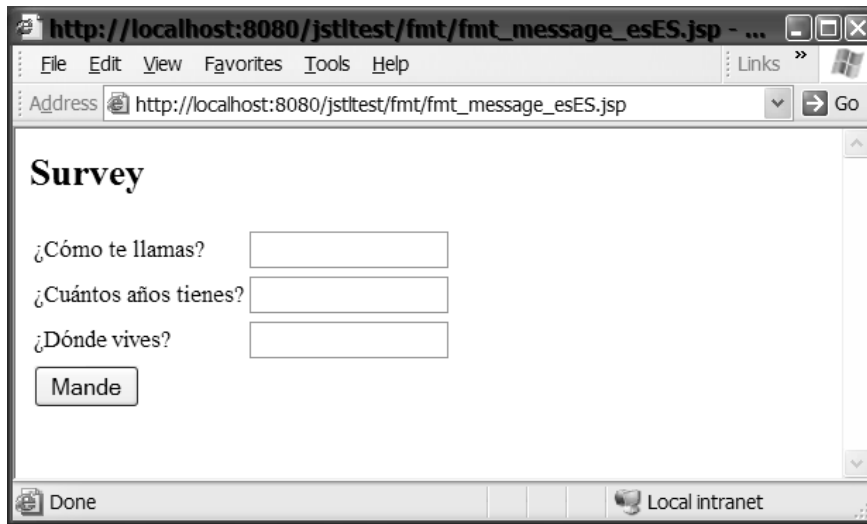 http://localhost:8080/jstltest/fmt/fmt_message_esES.jsp - ...
File Edit View Favorites Tools Help Links »
Address http://localhost:8080/jstltest/fmt/fmt_message_esES.jsp Go
Survey
¿Cómo te llamas?
¿Cuántos años tienes?
¿Dónde vives?
Mande
Done Local intranet